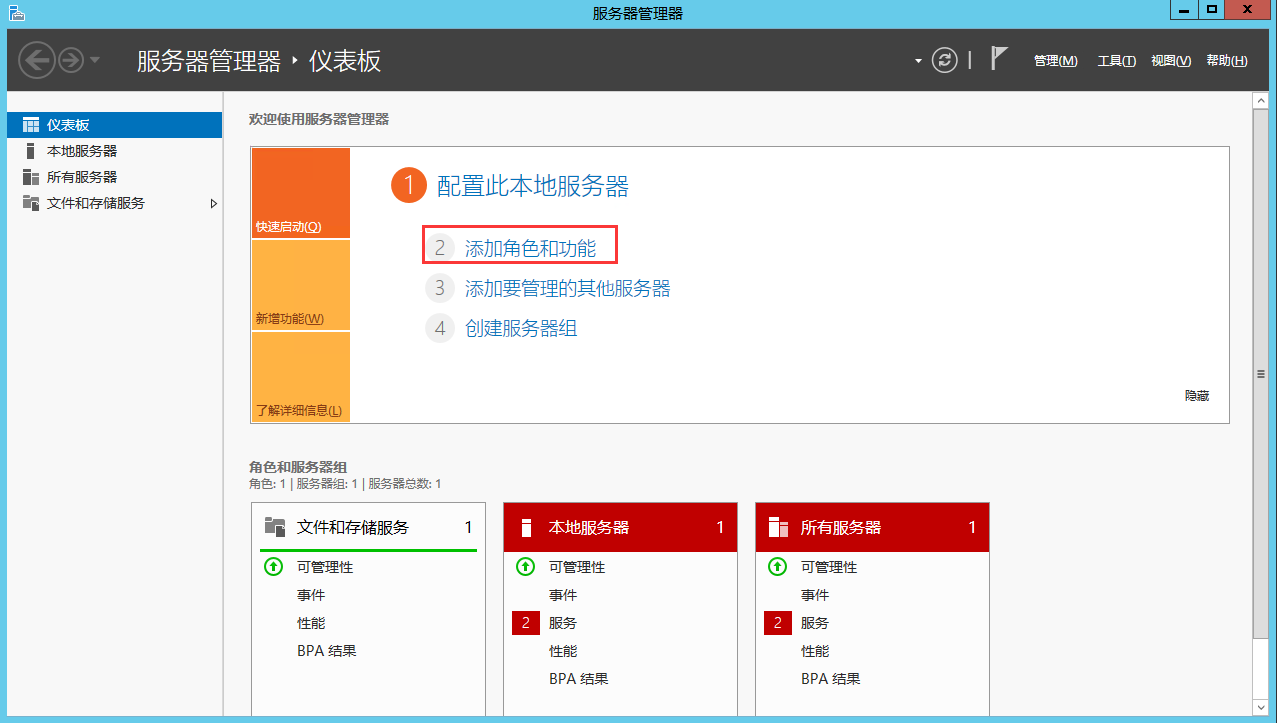 服务器管理器
服务器管理器 · 仪表板
管理(M) 工具(T) 视图(V) 帮助(H)
仪表板
本地服务器
所有服务器
文件和存储服务
欢迎使用服务器管理器
快速启动(Q)
新增功能(W)
了解详细信息(L)
1 配置此本地服务器
2 添加角色和功能
3 添加要管理的其他服务器
4 创建服务器组
隐藏
角色和服务器组
角色: 1 | 服务器组: 1 | 服务器总数: 1
文件和存储服务 1
可管理性
事件
性能
BPA 结果
本地服务器 1
可管理性
事件
2 服务
性能
BPA 结果
所有服务器 1
可管理性
事件
2 服务
性能
BPA 结果